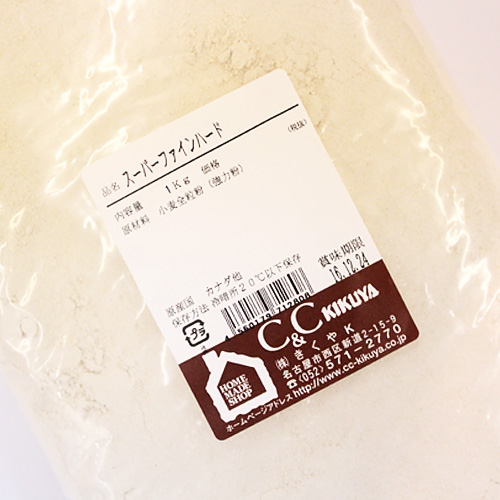 品名 スーパーファインハード
内容量 1Kg 価格 (税抜)
原材料 小麦全粒粉(強力粉)
賞味期限
16.12.24
原産国 カナダ他
保存方法 冷暗所20℃以下保存
プラ
C&C KIKUYA
(株)きくやK
名古屋市西区新道2-15-9
☎(052)571-2770
ホームページアドレス http://www.cc-kikuya.co.jp
HOME
MADE
SHOP